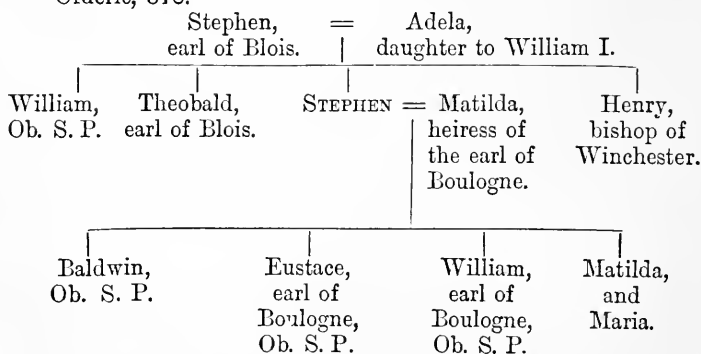 Stephen, = Adela,
earl of Blois. daughter to William I.
William, Theobald, STEPHEN = Matilda, Henry,
Ob. S. P. earl of Blois. heiress of bishop of
the earl of Winchester.
Boulogne.
Baldwin, Eustace, William, Matilda,
Ob. S. P. earl of earl of and
Boulogne, Boulogne, Maria.
Ob. S. P. Ob. S. P.